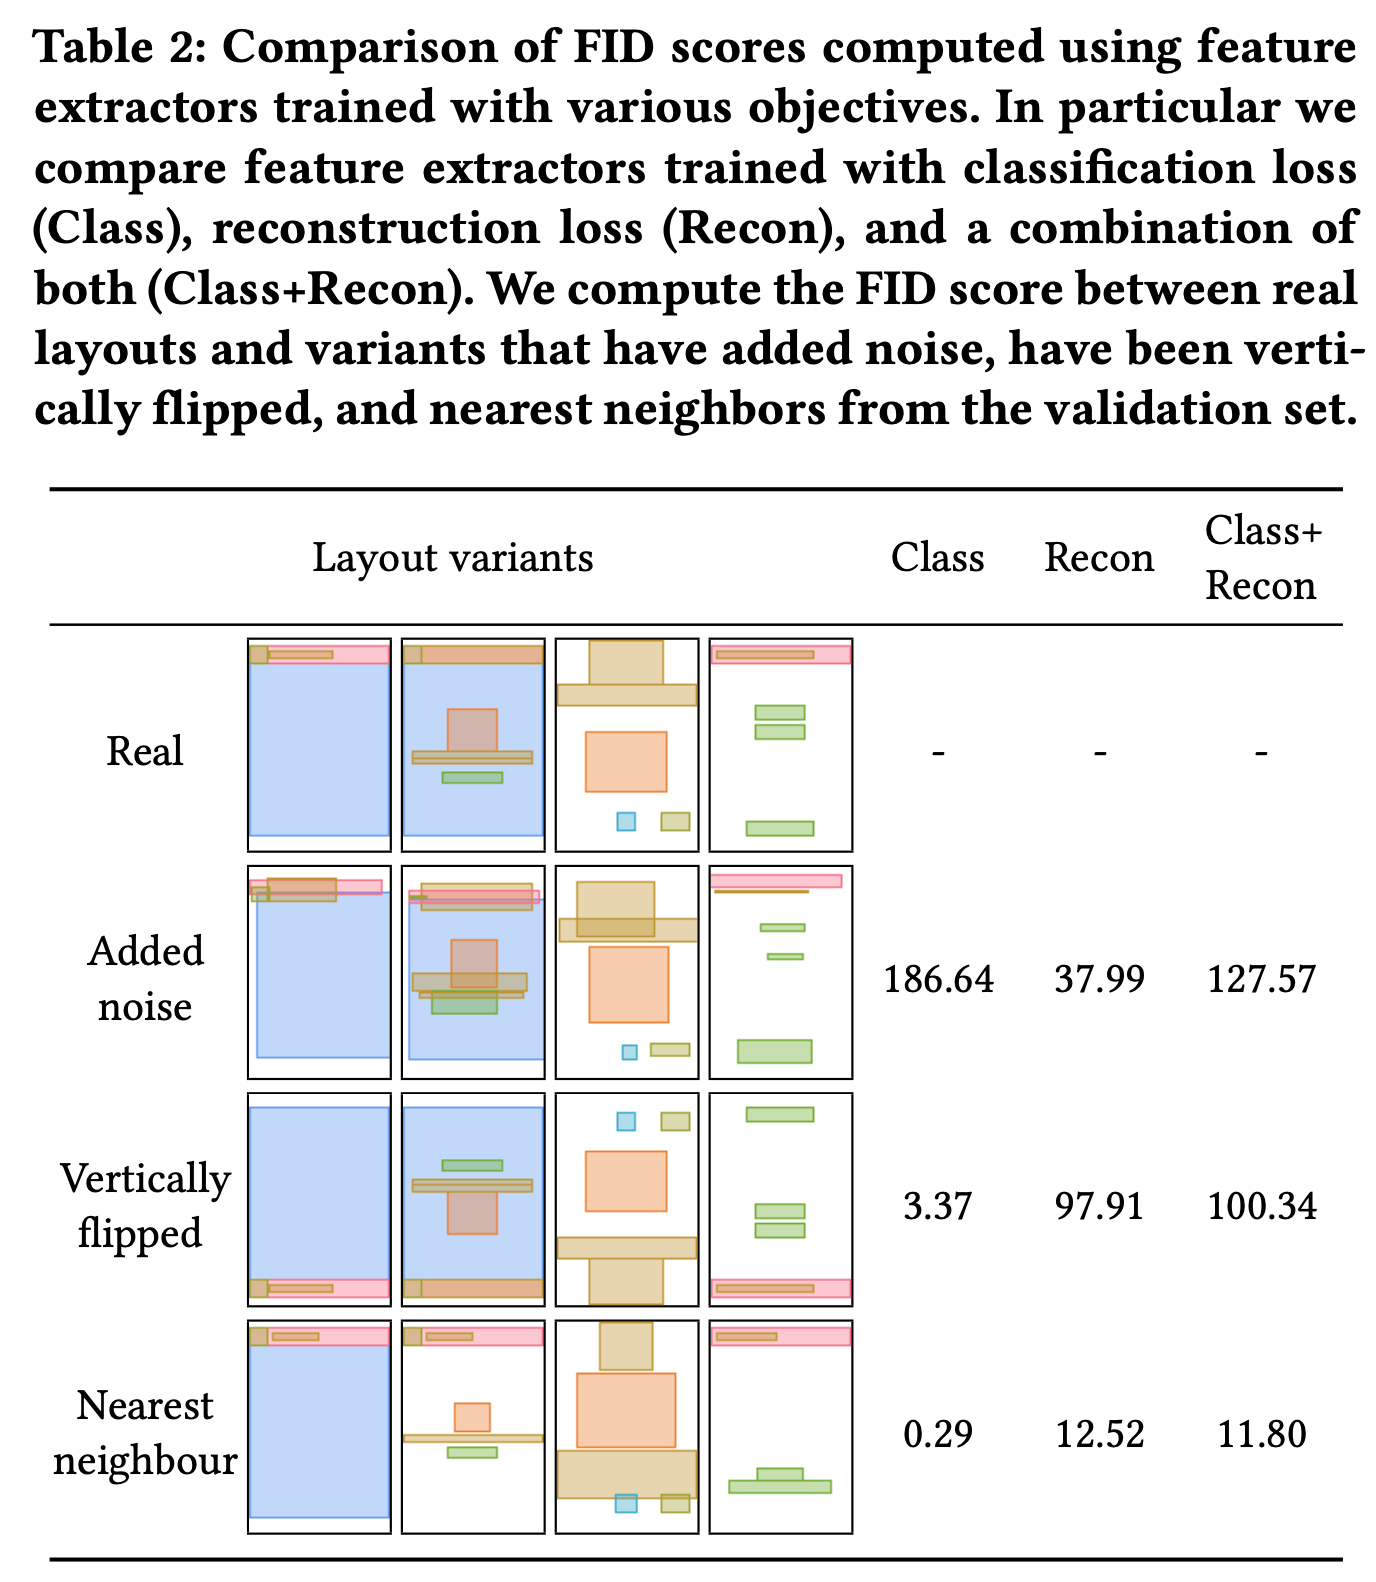 Table 2: Comparison of FID scores computed using feature
extractors trained with various objectives. In particular we
compare feature extractors trained with classification loss
(Class), reconstruction loss (Recon), and a combination of
both (Class+Recon). We compute the FID score between real
layouts and variants that have added noise, have been verti-
cally flipped, and nearest neighbors from the validation set.
Layout variants Class Recon Class+
Recon
Real - - -
Added
noise 186.64 37.99 127.57
Vertically
flipped 3.37 97.91 100.34
Nearest
neighbour 0.29 12.52 11.80